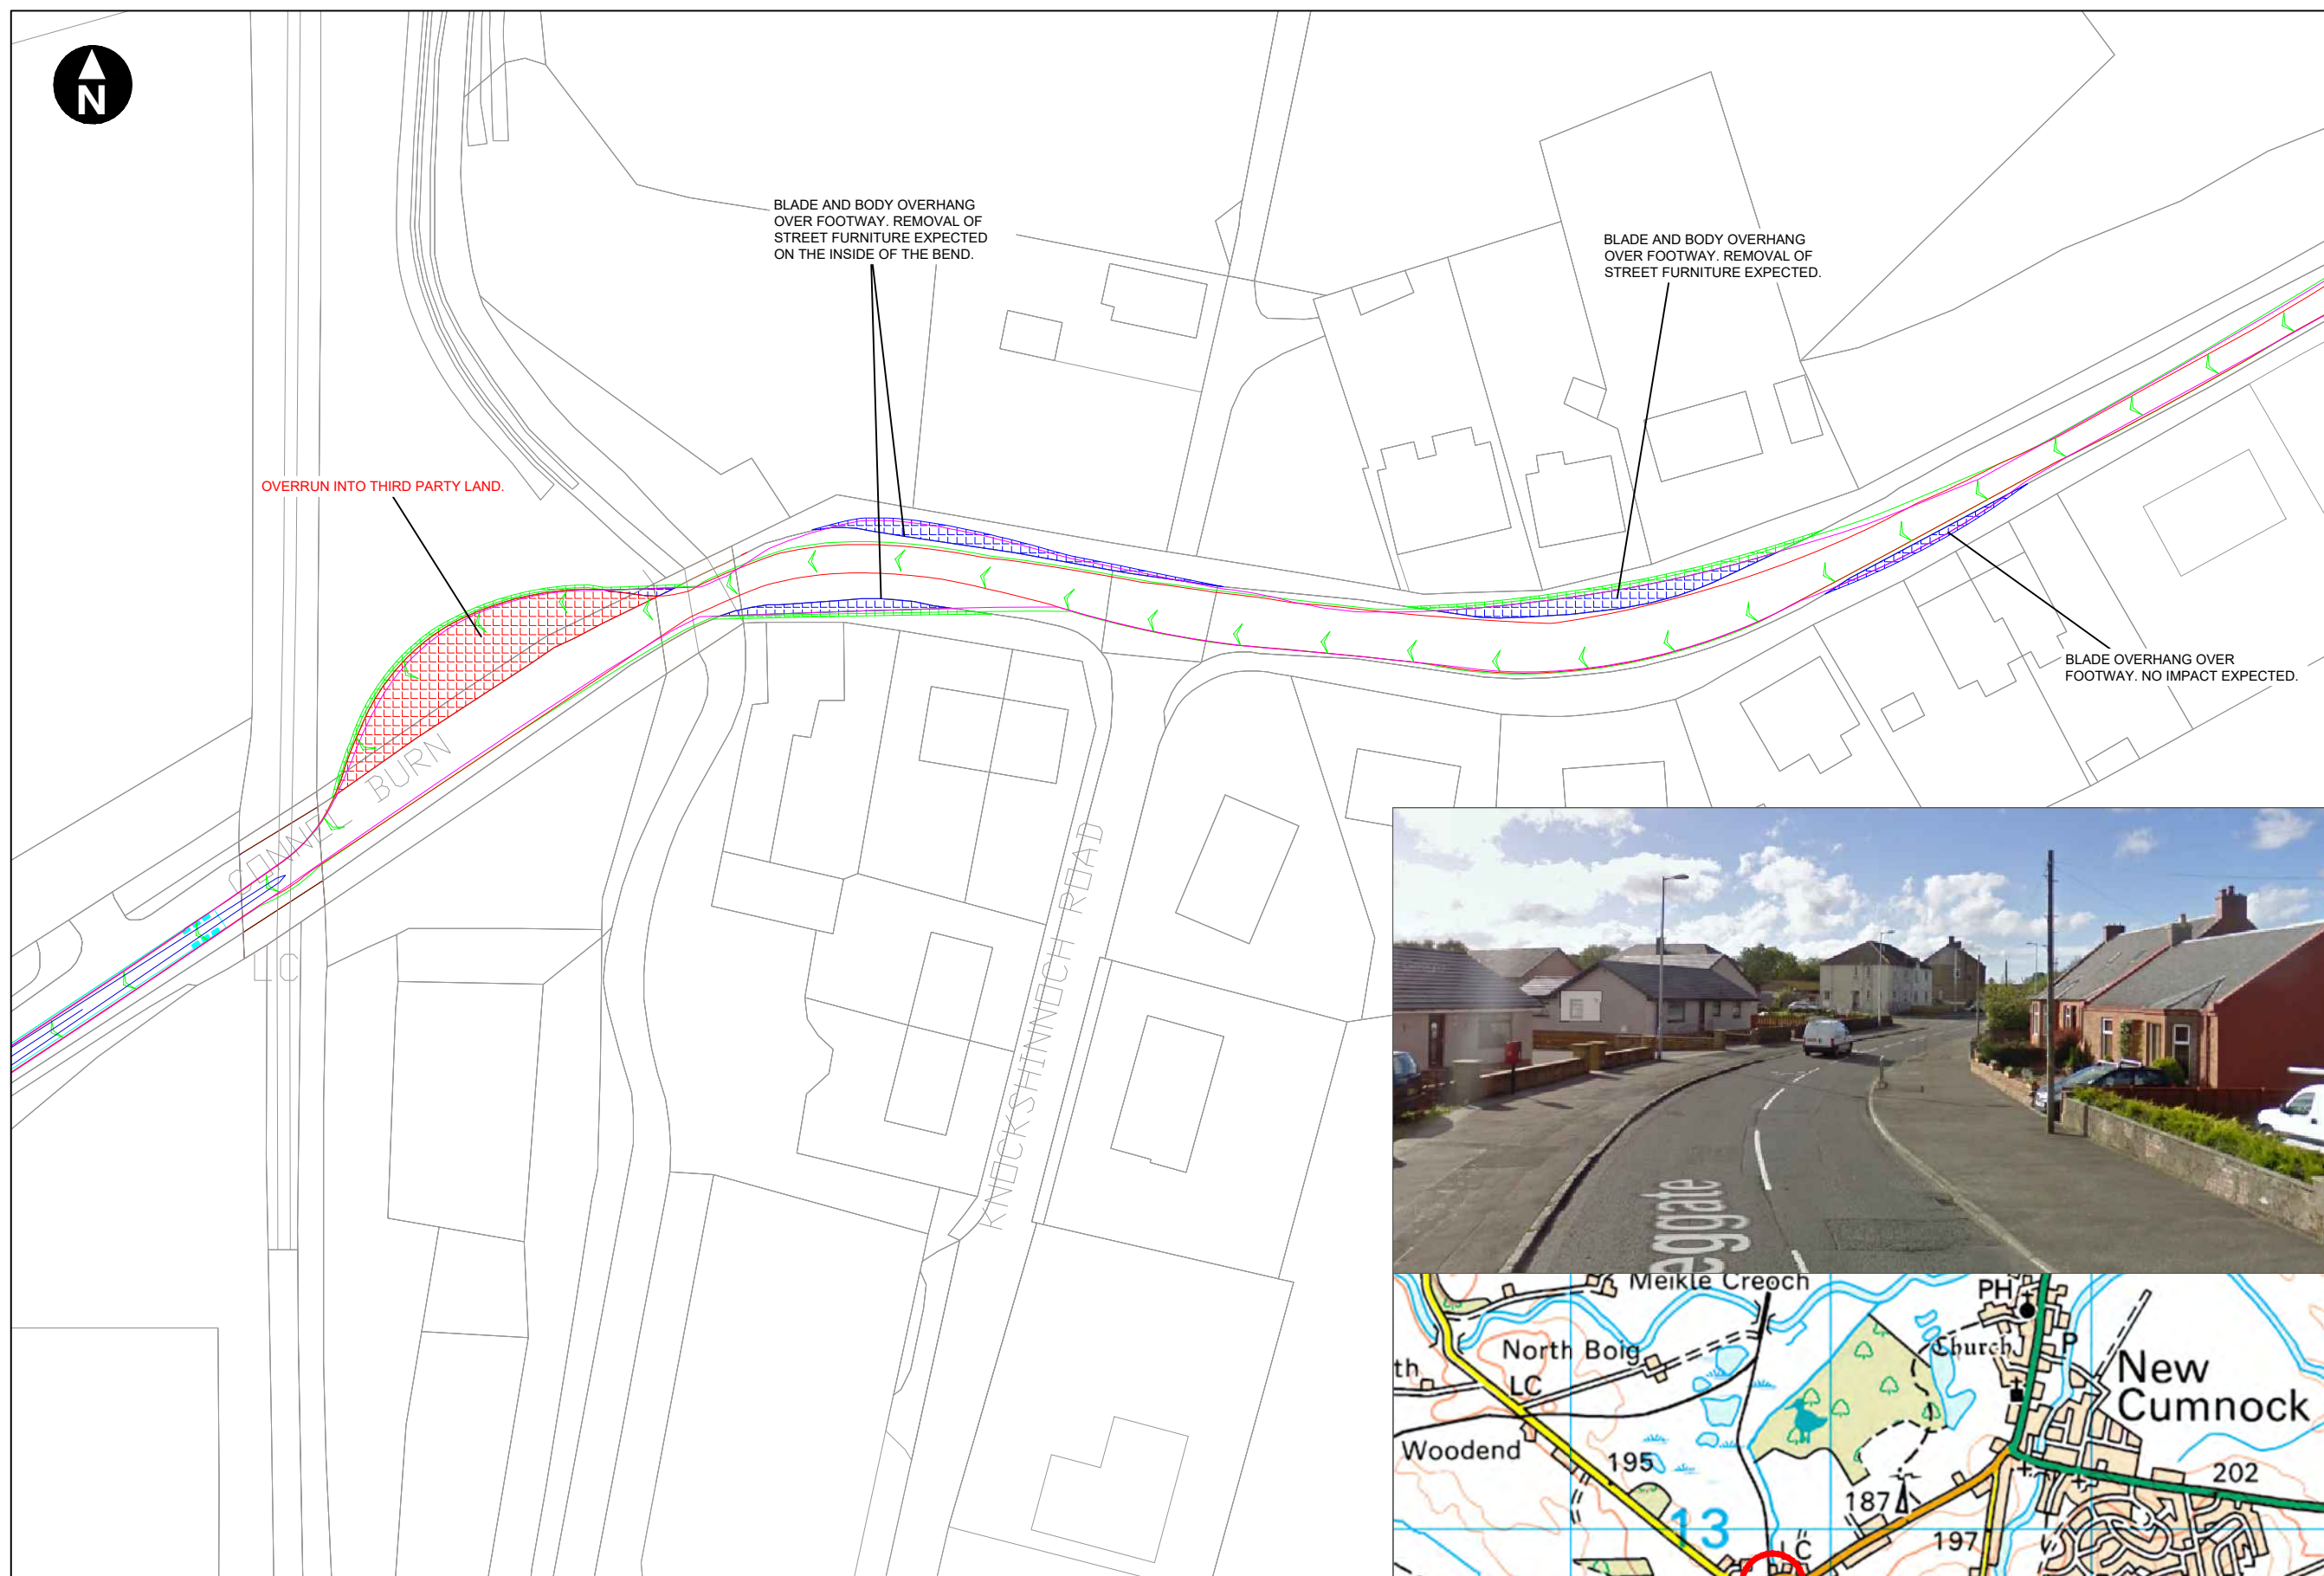 N
BLADE AND BODY OVERHANG
OVER FOOTWAY. REMOVAL OF
STREET FURNITURE EXPECTED
ON THE INSIDE OF THE BEND.
BLADE AND BODY OVERHANG
OVER FOOTWAY. REMOVAL OF
STREET FURNITURE EXPECTED.
OVERRUN INTO THIRD PARTY LAND.
BLADE OVERHANG OVER
FOOTWAY. NO IMPACT EXPECTED.
CONNEL BURN
LC
KNOCKSHINNOCH ROAD
eggate
Meikle Creoch
PH
North Boig
Church
P
New
Cumnock
th
LC
Woodend
195
202
187
13
LC
197